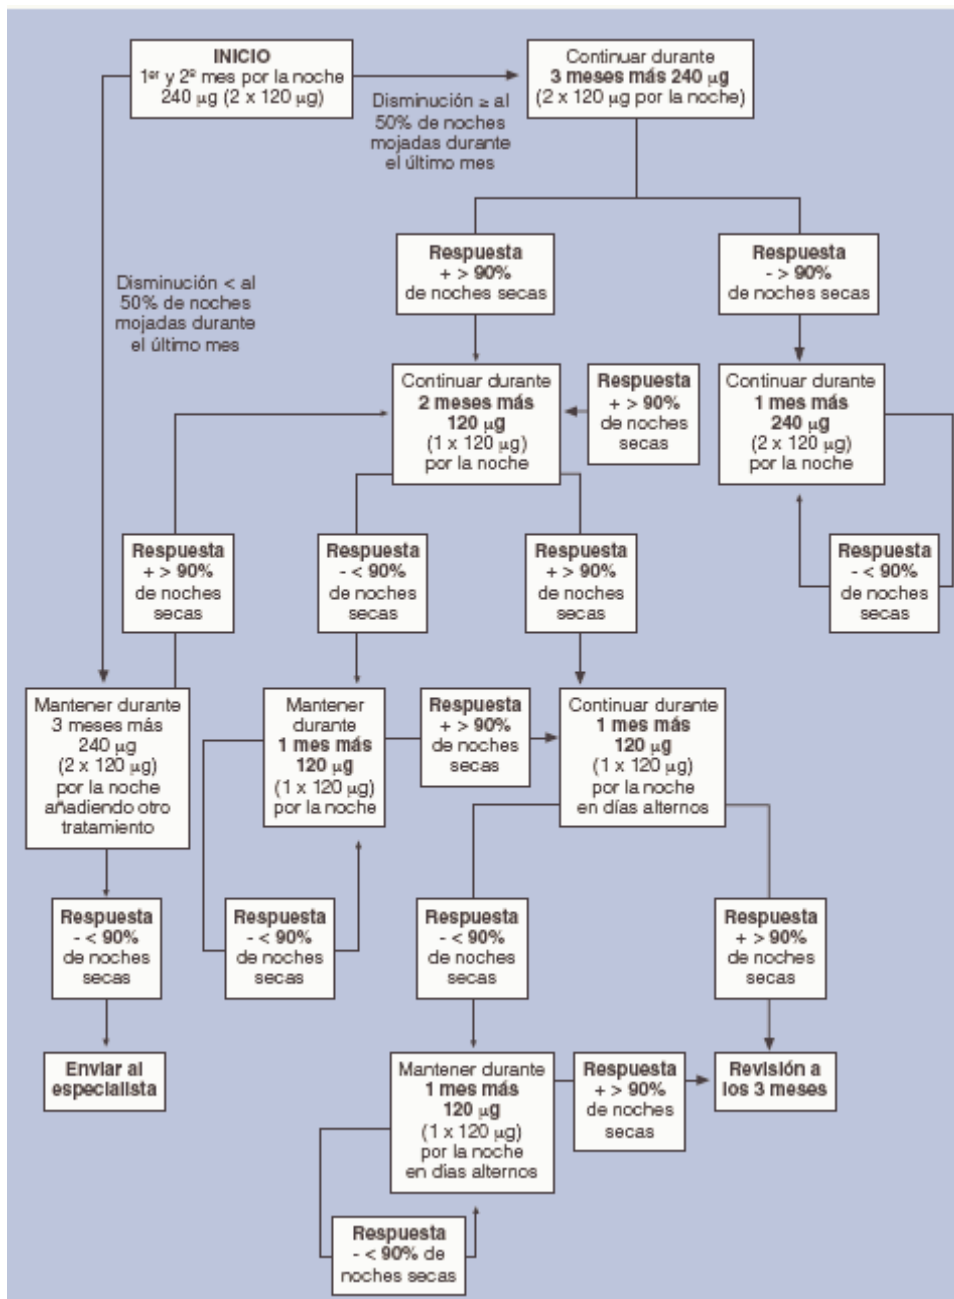 INICIO
1er y 2º mes por la noche
240 µg (2 x 120 µg)
Continuar durante
3 meses más 240 µg
(2 x 120 µg por la noche)
Disminución ≥ al
50% de noches
mojadas durante
el último mes
Disminución < al
50% de noches
mojadas durante
el último mes
Respuesta
+ > 90%
de noches secas
Respuesta
- > 90%
de noches secas
Continuar durante
2 meses más
120 µg
(1 x 120 µg)
por la noche
Respuesta
+ > 90%
de noches
secas
Continuar durante
1 mes más
240 µg
(2 x 120 µg)
por la noche
Respuesta
+ > 90%
de noches
secas
Respuesta
- < 90%
de noches
secas
Respuesta
+ > 90%
de noches
secas
Respuesta
- < 90%
de noches
secas
Mantener durante
3 meses más
240 µg
(2 x 120 µg)
por la noche
añadiendo otro
tratamiento
Mantener
durante
1 mes más
120 µg
(1 x 120 µg)
por la noche
Respuesta
+ > 90%
de noches
secas
Continuar durante
1 mes más
120 µg
(1 x 120 µg)
por la noche
en días alternos
Respuesta
- < 90%
de noches
secas
Respuesta
- < 90%
de noches
secas
Respuesta
- < 90%
de noches
secas
Respuesta
+ > 90%
de noches
secas
Enviar al
especialista
Mantener durante
1 mes más
120 µg
(1 x 120 µg)
por la noche
en días alternos
Respuesta
+ > 90%
de noches
secas
Revisión a
los 3 meses
Respuesta
- < 90% de
noches secas